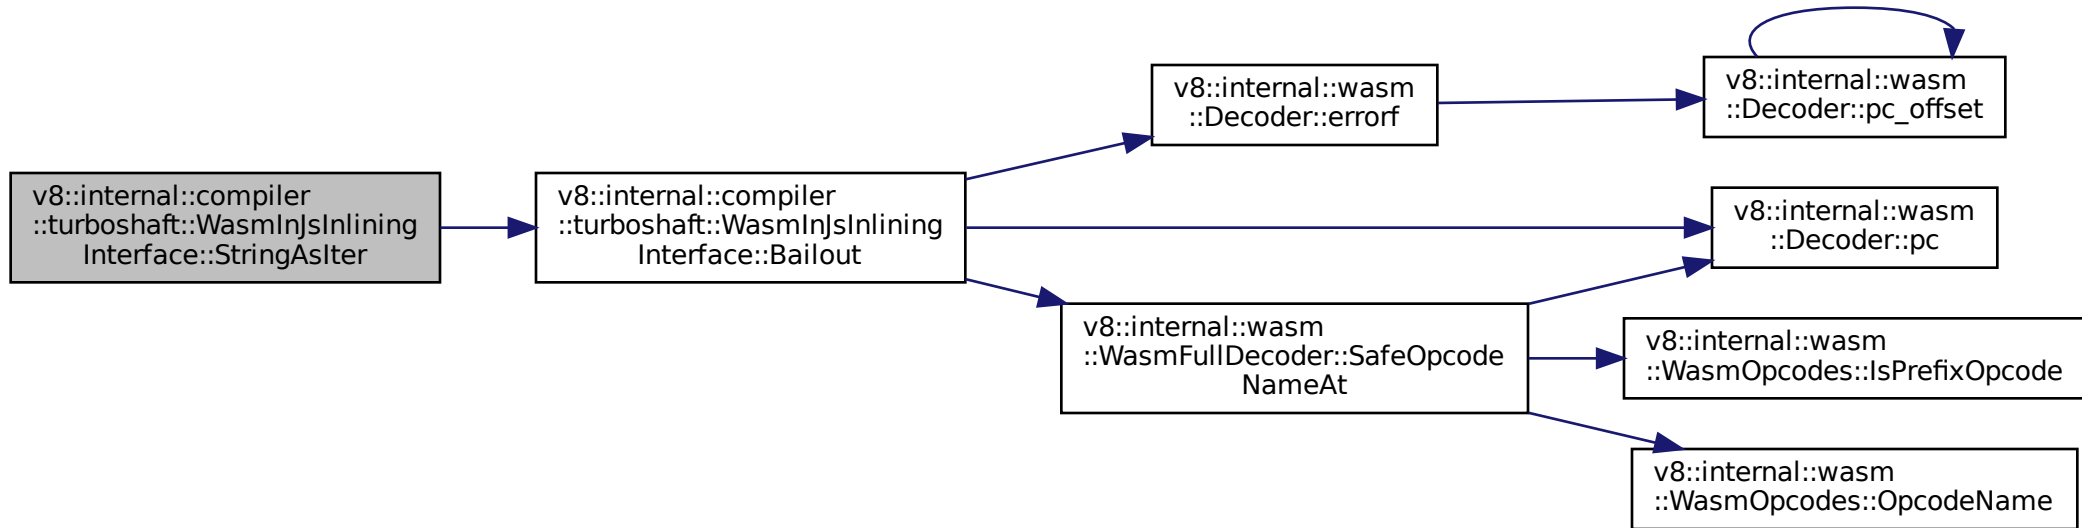 v8::internal::compiler
::turboshaft::WasmInJsInlining
Interface::StringAsIter
v8::internal::compiler
::turboshaft::WasmInJsInlining
Interface::Bailout
v8::internal::wasm
::Decoder::errorf
v8::internal::wasm
::Decoder::pc_offset
v8::internal::wasm
::Decoder::pc
v8::internal::wasm
::WasmFullDecoder::SafeOpcode
NameAt
v8::internal::wasm
::WasmOpcodes::IsPrefixOpcode
v8::internal::wasm
::WasmOpcodes::OpcodeName